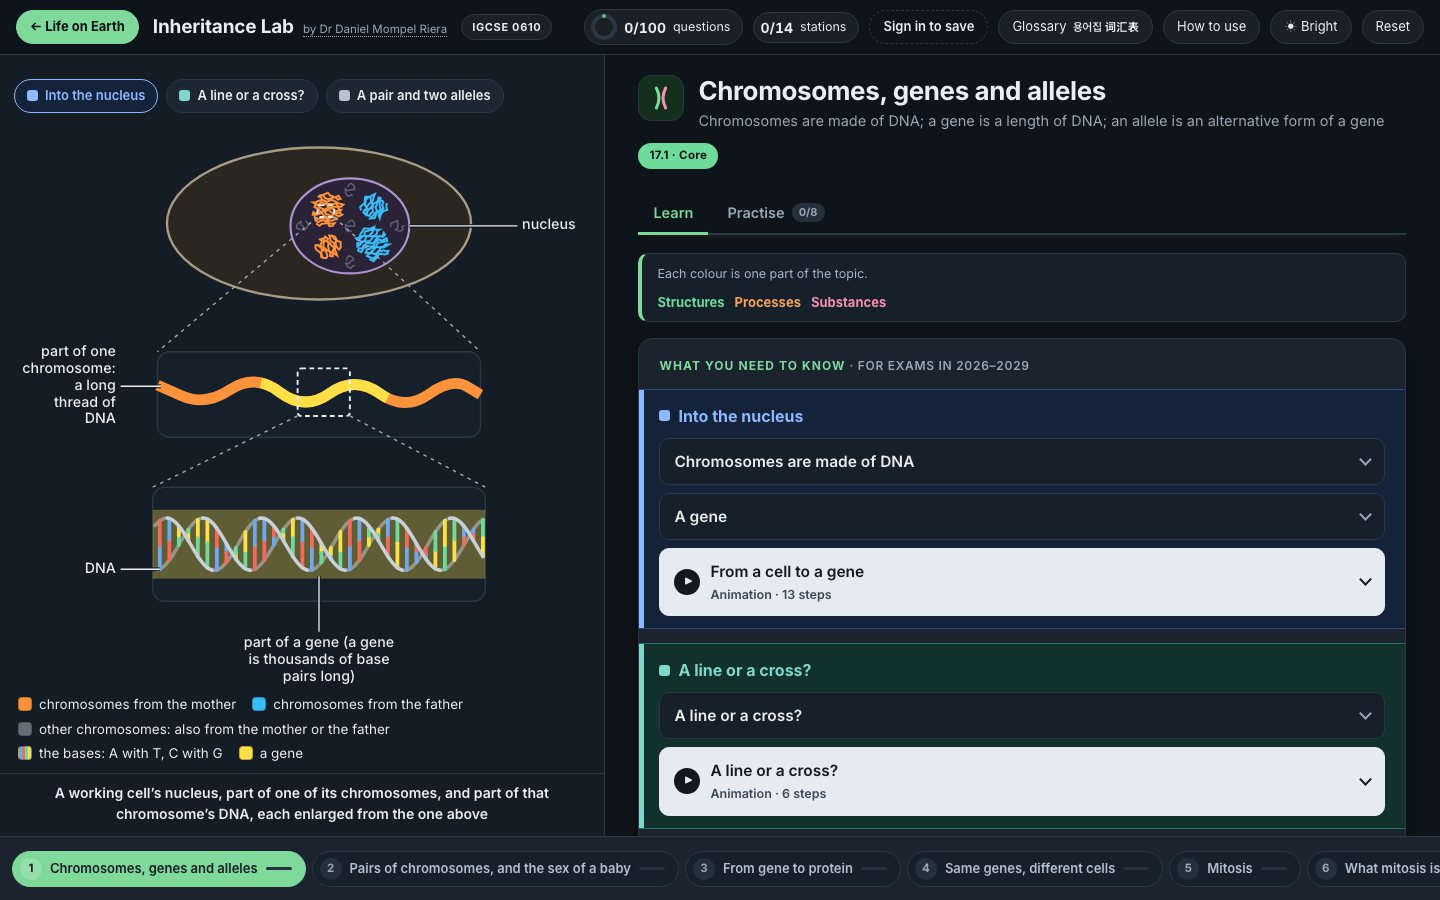 ← Life on Earth
Inheritance Lab
by Dr Daniel Mompel Riera
IGCSE 0610
0/100 questions
0/14 stations
Sign in to save
Glossary 용어집 词汇表
How to use
☀ Bright
Reset
Into the nucleus
A line or a cross?
A pair and two alleles
nucleus
part of one
chromosome:
a long
thread of
DNA
DNA
part of a gene (a gene
is thousands of base
pairs long)
chromosomes from the mother
chromosomes from the father
other chromosomes: also from the mother or the father
the bases: A with T, C with G
a gene
A working cell's nucleus, part of one of its chromosomes, and part of that
chromosome's DNA, each enlarged from the one above
Chromosomes, genes and alleles
Chromosomes are made of DNA; a gene is a length of DNA; an allele is an alternative form of a gene
17.1 · Core
Learn
Practise 0/8
Each colour is one part of the topic.
Structures Processes Substances
WHAT YOU NEED TO KNOW · FOR EXAMS IN 2026–2029
Into the nucleus
Chromosomes are made of DNA
A gene
From a cell to a gene
Animation · 13 steps
A line or a cross?
A line or a cross?
A line or a cross?
Animation · 6 steps
1 Chromosomes, genes and alleles
2 Pairs of chromosomes, and the sex of a baby
3 From gene to protein
4 Same genes, different cells
5 Mitosis
6 What mitosis is